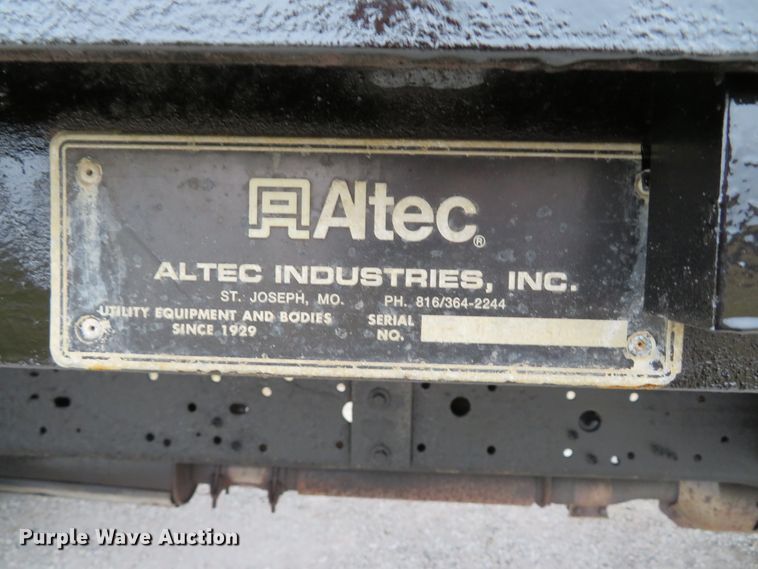 Altec®
ALTEC INDUSTRIES, INC.
ST. JOSEPH, MO. PH. 816/364-2244
UTILITY EQUIPMENT AND BODIES
SINCE 1929
SERIAL
NO.
Purple Wave Auction